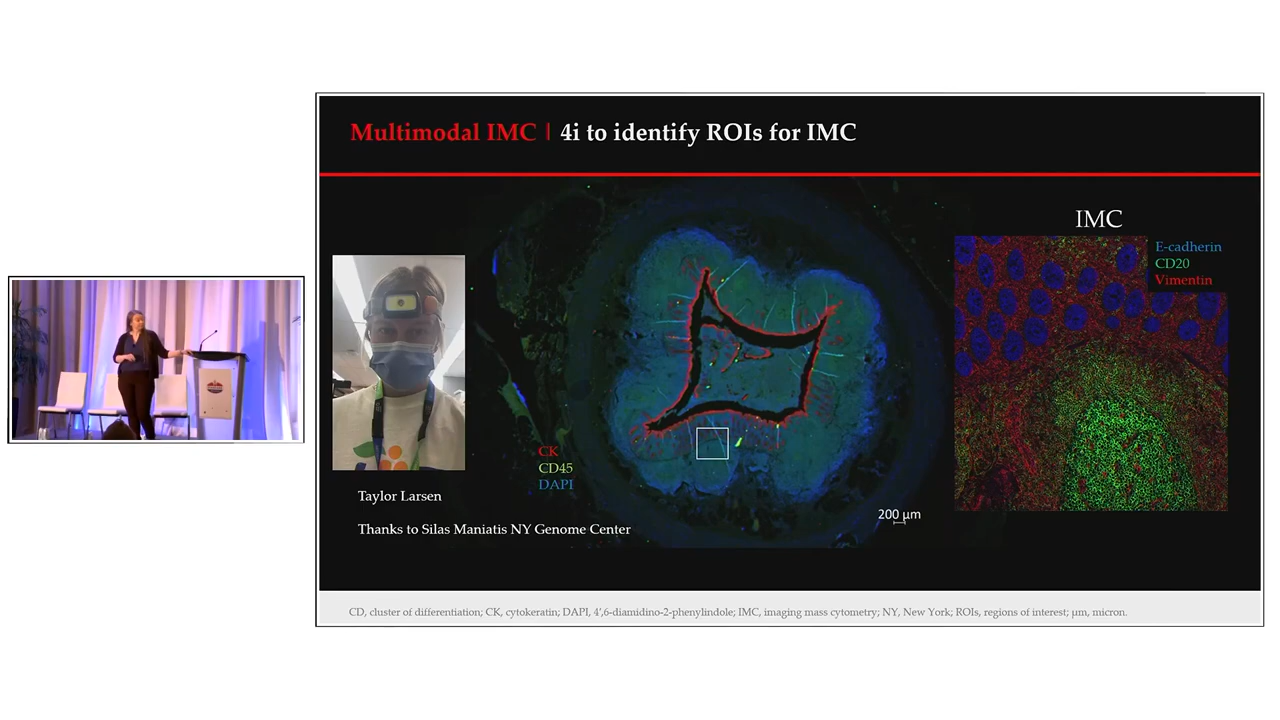 Multimodal IMC | 4i to identify ROIs for IMC
IMC
E-cadherin
CD20
Vimentin
CK
CD45
DAPI
Taylor Larsen
200 μm
Thanks to Silas Maniatis NY Genome Center
CD, cluster of differentiation; CK, cytokeratin; DAPI, 4′,6-diamidino-2-phenylindole; IMC, imaging mass cytometry; NY, New York; ROIs, regions of interest; μm, micron.